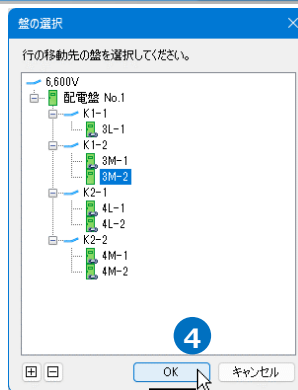 盤の選択
行の移動先の盤を選択してください。
6,600V
配電盤 No.1
K1-1
3L-1
K1-2
3M-1
3M-2
K2-1
4L-1
4L-2
K2-2
4M-1
4M-2
4
OK
キャンセル